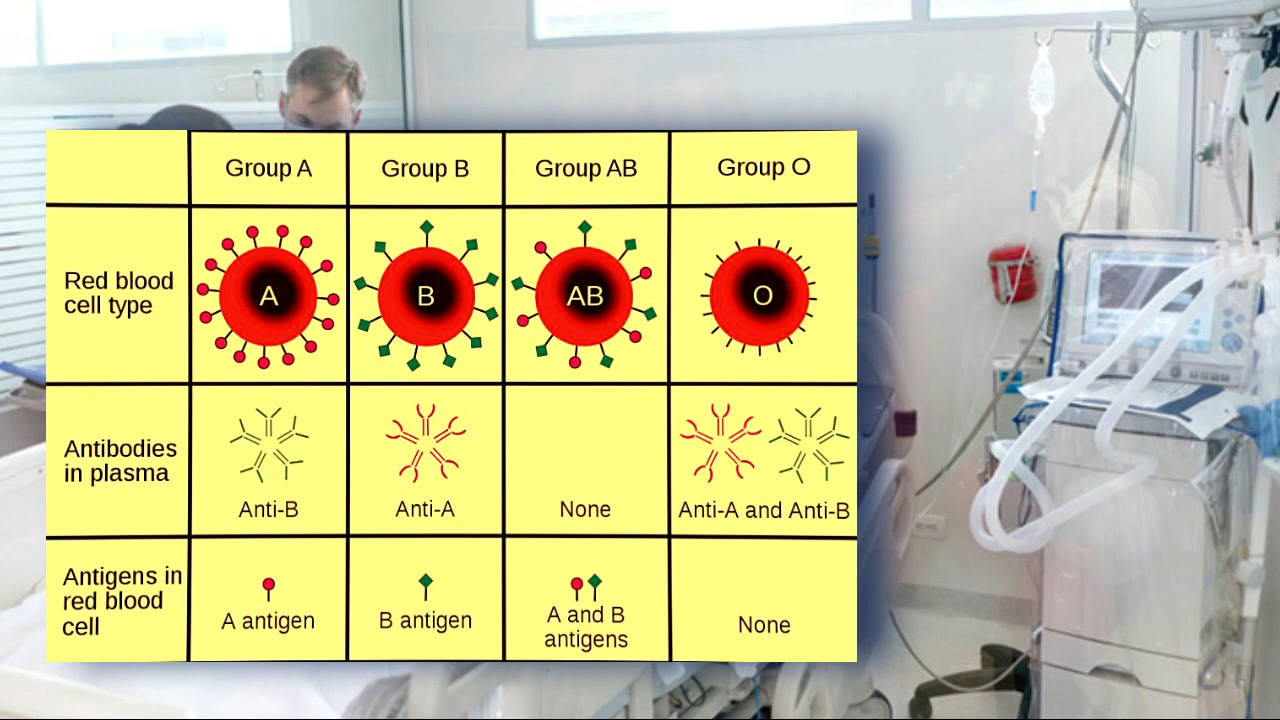 Group A
Group B
Group AB
Group O
Red blood
cell type
A
B
AB
O
Antibodies
in plasma
Anti-B
Anti-A
None
Anti-A and Anti-B
Antigens in
red blood
cell
A antigen
B antigen
A and B
antigens
None